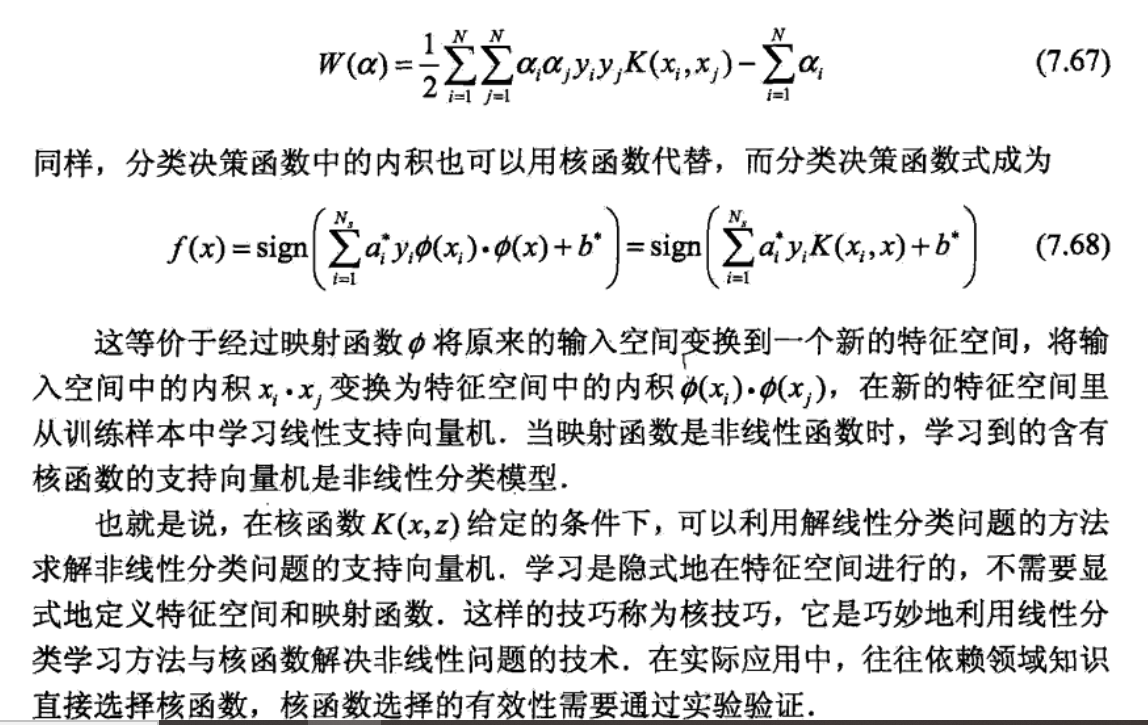 W(α) = \frac{1}{2} \sum_{i=1}^{N} \sum_{j=1}^{N} α_i α_j y_i y_j K(x_i, x_j) - \sum_{i=1}^{N} α_i (7.67)
同样，分类决策函数中的内积也可以用核函数代替，而分类决策函数式成为
f(x) = sign\left( \sum_{i=1}^{N_s} a_i^* y_i ϕ(x_i)•ϕ(x) + b^* \right) = sign\left( \sum_{i=1}^{N_s} a_i^* y_i K(x_i, x) + b^* \right) (7.68)
这等价于经过映射函数 ϕ 将原来的输入空间变换到一个新的特征空间，将输
入空间中的内积 x_i•x_j 变换为特征空间中的内积 ϕ(x_i)•ϕ(x_j)，在新的特征空间里
从训练样本中学习线性支持向量机．当映射函数是非线性函数时，学习到的含有
核函数的支持向量机是非线性分类模型．
也就是说，在核函数 K(x,z) 给定的条件下，可以利用解线性分类问题的方法
求解非线性分类问题的支持向量机．学习是隐式地在特征空间进行的，不需要显
式地定义特征空间和映射函数．这样的技巧称为核技巧，它是巧妙地利用线性分
类学习方法与核函数解决非线性问题的技术．在实际应用中，往往依赖领域知识
直接选择核函数，核函数选择的有效性需要通过实验验证．